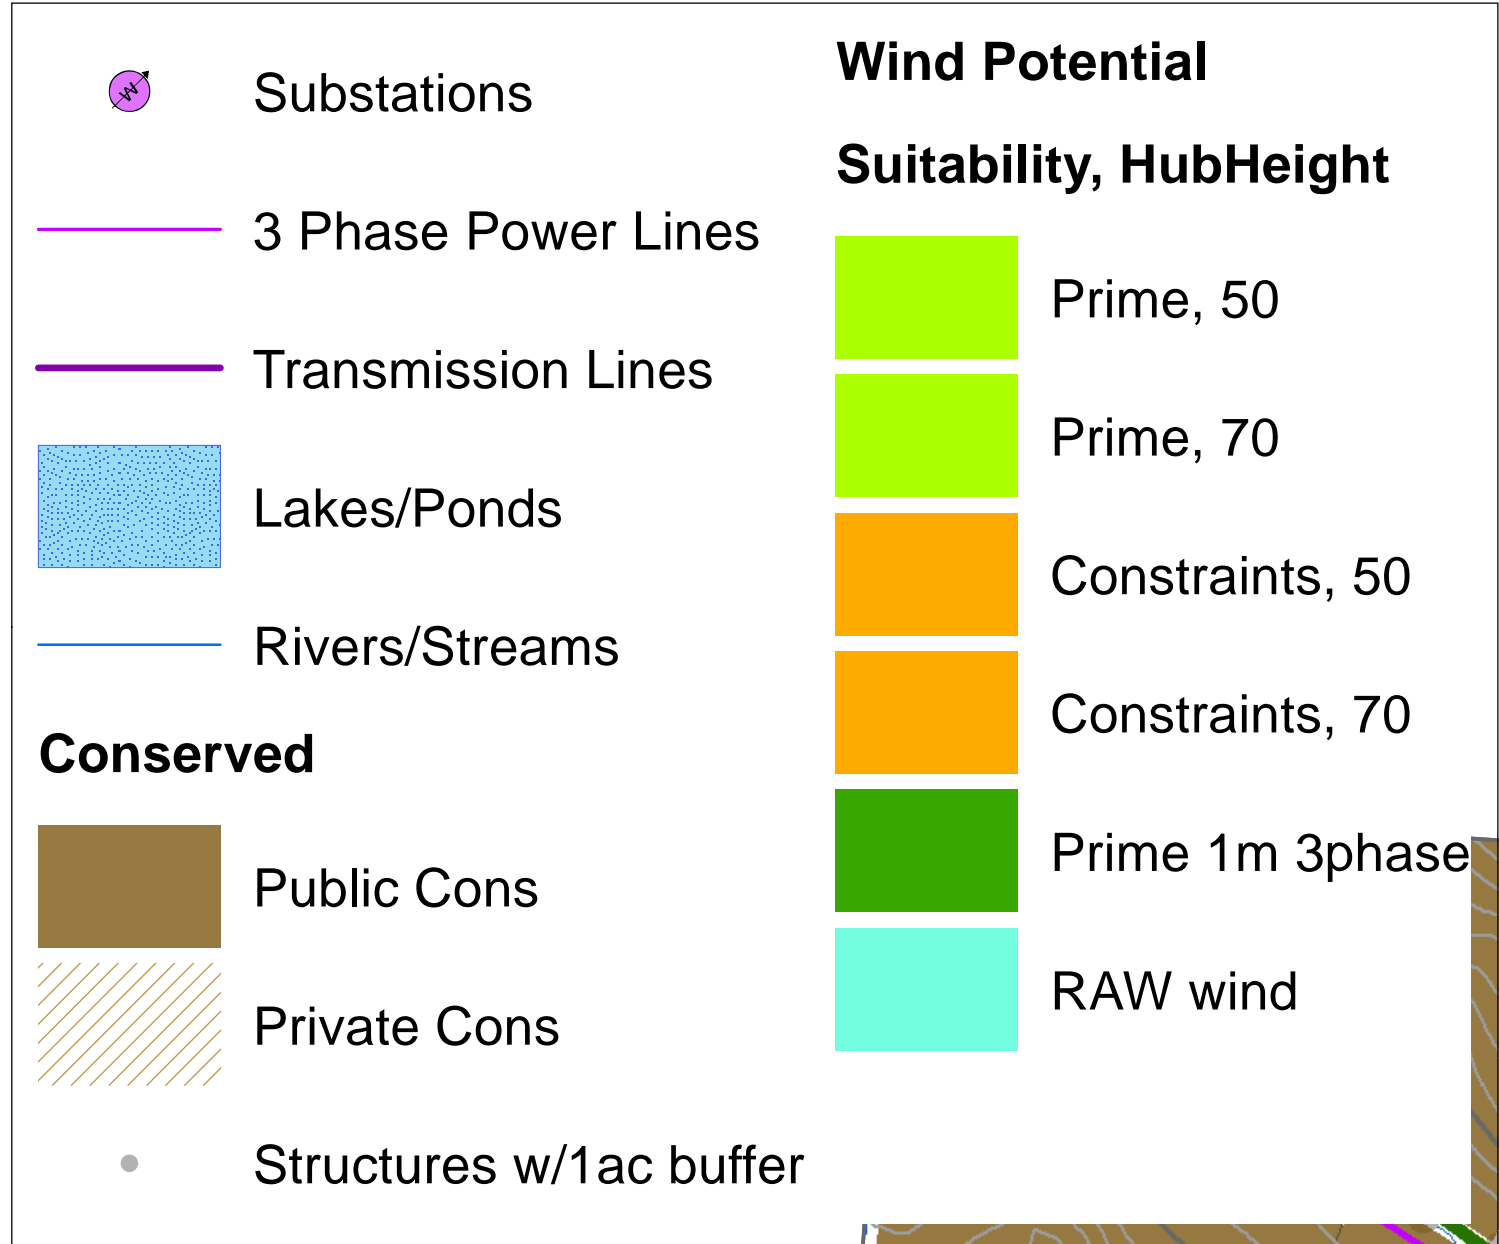 W
Substations
3 Phase Power Lines
Transmission Lines
Lakes/Ponds
Rivers/Streams
Conserved
Public Cons
Private Cons
Structures w/1ac buffer
Wind Potential
Suitability, HubHeight
Prime, 50
Prime, 70
Constraints, 50
Constraints, 70
Prime 1m 3phase
RAW wind